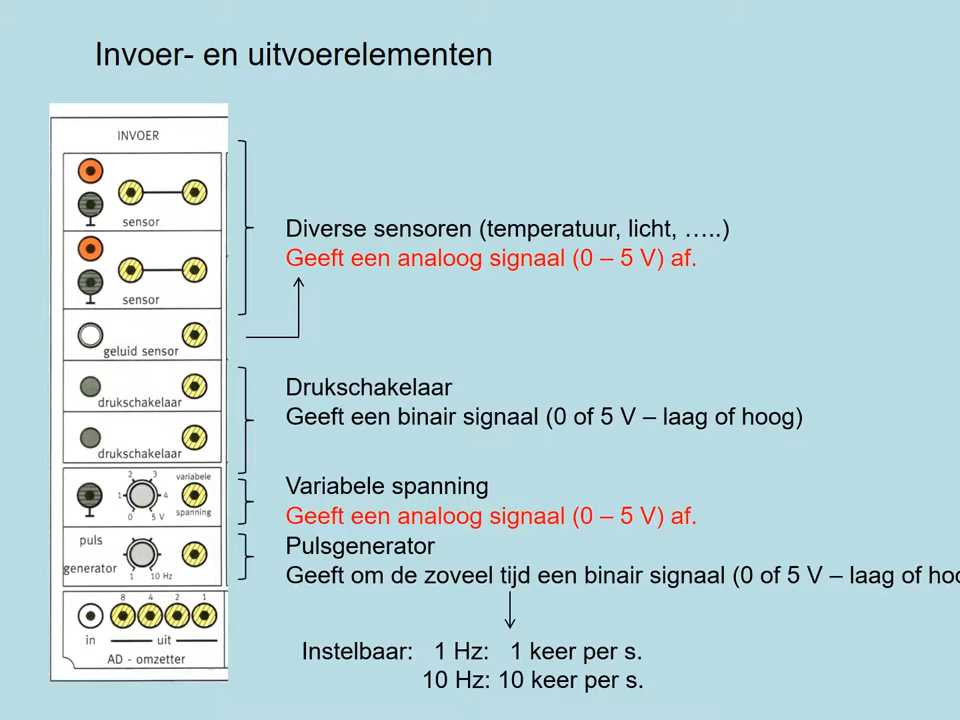 Invoer- en uitvoerelementen
INVOER
sensor
sensor
geluid sensor
drukschakelaar
drukschakelaar
2 3
variabele
1 4
0 5 V
spanning
puls
generator
1 10 Hz
8 4 2 1
in uit
AD - omzetter
Diverse sensoren (temperatuur, licht, …..)
Geeft een analoog signaal (0 – 5 V) af.
Drukschakelaar
Geeft een binair signaal (0 of 5 V – laag of hoog)
Variabele spanning
Geeft een analoog signaal (0 – 5 V) af.
Pulsgenerator
Geeft om de zoveel tijd een binair signaal (0 of 5 V – laag of hoo
Instelbaar: 1 Hz: 1 keer per s.
10 Hz: 10 keer per s.